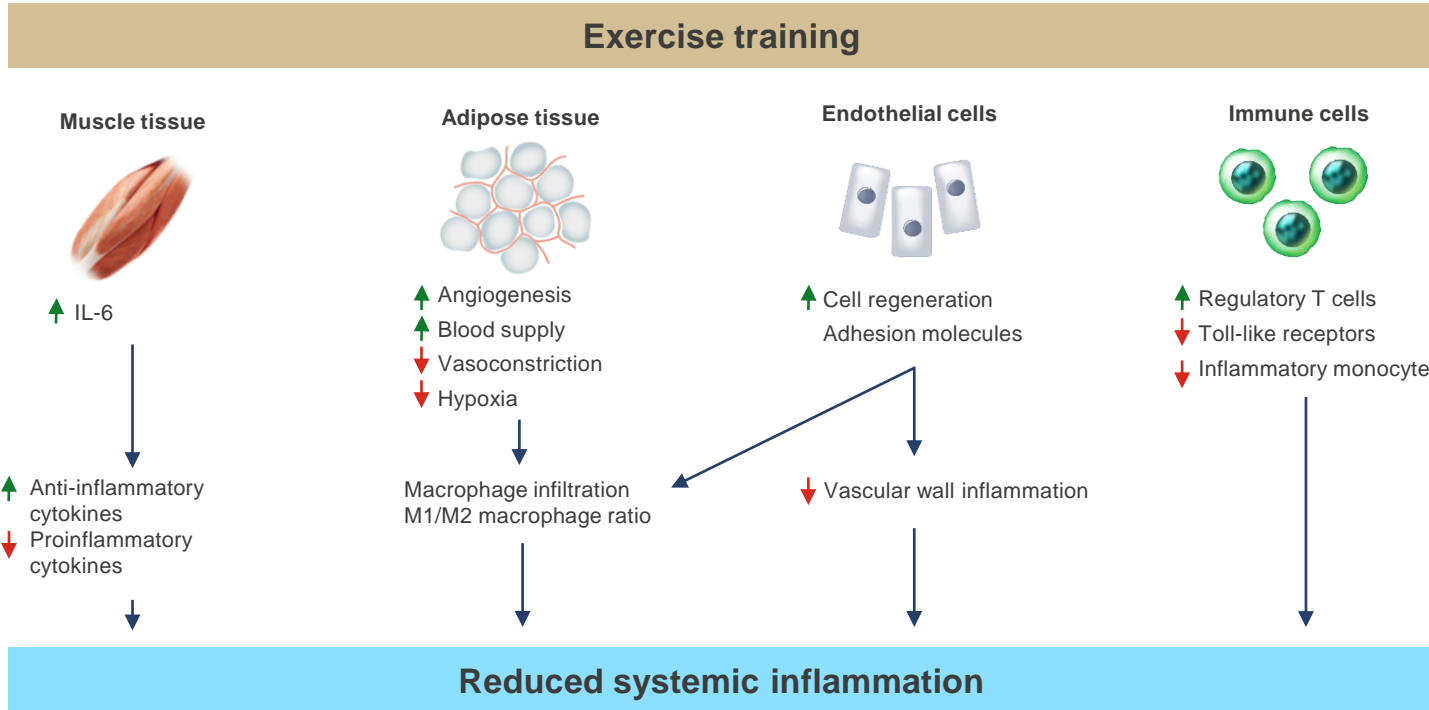 Exercise training
Muscle tissue
Adipose tissue
Endothelial cells
Immune cells
IL-6
Angiogenesis
Blood supply
Vasoconstriction
Hypoxia
Cell regeneration
Adhesion molecules
Regulatory T cells
Toll-like receptors
Inflammatory monocyte
Anti-inflammatory
cytokines
Proinflammatory
cytokines
Macrophage infiltration
M1/M2 macrophage ratio
Vascular wall inflammation
Reduced systemic inflammation